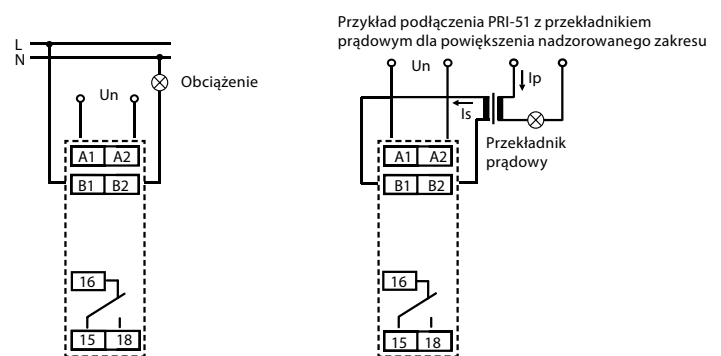 L
N
Obciążenie
Un
A1 A2
B1 B2
16
15 18
Przykład podłączenia PRI-51 z przekładnikiem
prądowym dla powiększenia nadzorowanego zakresu
Un
Ip
Is
Przekładnik
prądowy
A1 A2
B1 B2
16
15 18